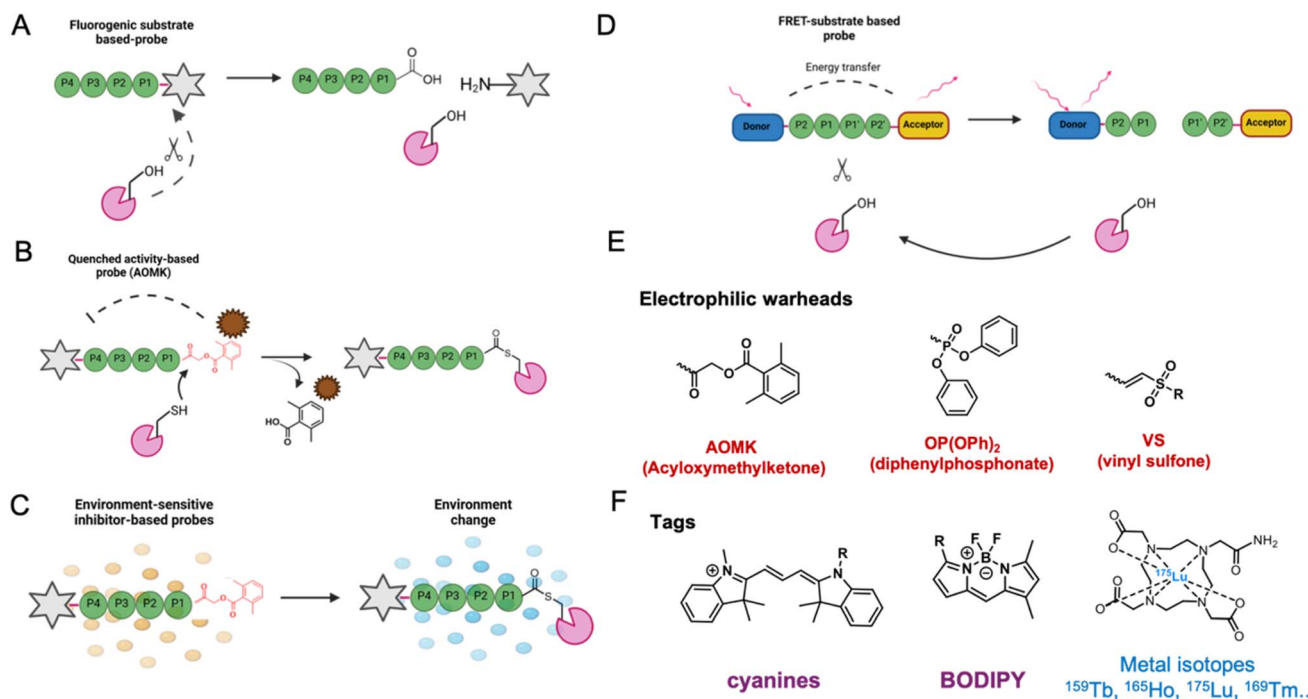 A
Fluorogenic substrate
based-probe
P4 P3 P2 P1
P4 P3 P2 P1
O
OH
H₂N
OH
OH
B
Quenched activity-based
probe (AOMK)
P4 P3 P2 P1
O
O
O
SH
P4 P3 P2 P1
O
S
HO
O
C
Environment-sensitive
inhibitor-based probes
P4 P3 P2 P1
O
O
O
Environment
change
P4 P3 P2 P1
O
S
D
FRET-substrate based
probe
Energy transfer
Donor P2 P1 P1' P2' Acceptor
Donor P2 P1 P1' P2' Acceptor
OH
OH
E
Electrophilic warheads
O
O
O
AOMK
(Acyloxymethylketone)
O
P
O
O
OP(OPh)₂
(diphenylphosphonate)
O
S
O
R
VS
(vinyl sulfone)
F
Tags
N
⊕
R
N
cyanines
R
F F
B
⊕
N
⊖
N
BODIPY
O
O
N
N
O
NH₂
¹⁷⁵Lu
O
N
N
O
O
Metal isotopes
¹⁵⁹Tb, ¹⁶⁵Ho, ¹⁷⁵Lu, ¹⁶⁹Tm..